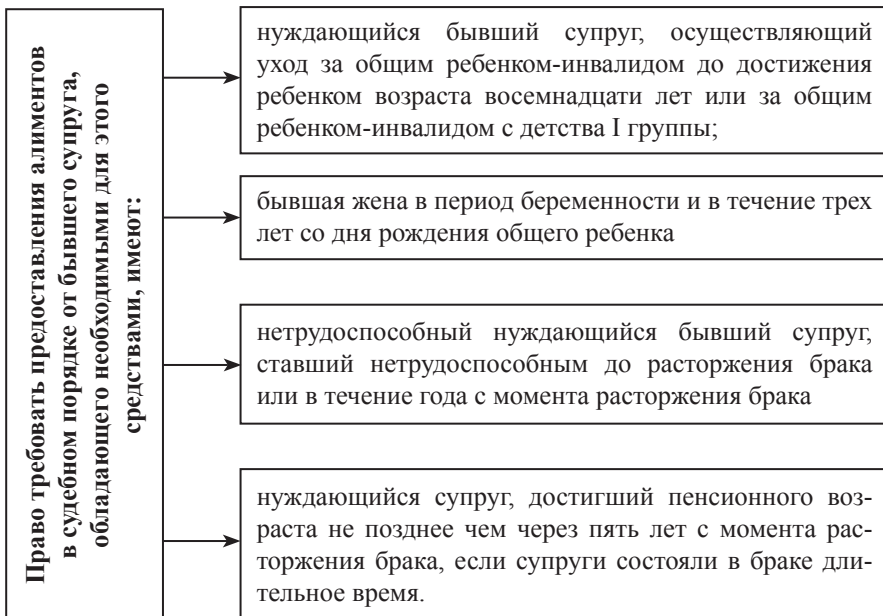 Право требовать предоставления алиментов
в судебном порядке от бывшего супруга,
обладающего необходимыми для этого
средствами, имеют:
нуждающийся бывший супруг, осуществляющий
уход за общим ребенком-инвалидом до достижения
ребенком возраста восемнадцати лет или за общим
ребенком-инвалидом с детства I группы;
бывшая жена в период беременности и в течение трех
лет со дня рождения общего ребенка
нетрудоспособный нуждающийся бывший супруг,
ставший нетрудоспособным до расторжения брака
или в течение года с момента расторжения брака
нуждающийся супруг, достигший пенсионного воз-
раста не позднее чем через пять лет с момента рас-
торжения брака, если супруги состояли в браке дли-
тельное время.